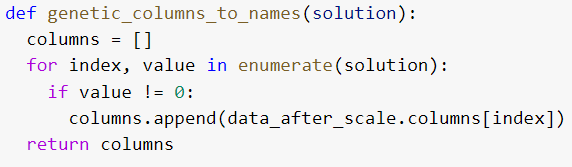 def genetic_columns_to_names(solution):
  columns = []
  for index, value in enumerate(solution):
    if value != 0:
      columns.append(data_after_scale.columns[index])
  return columns